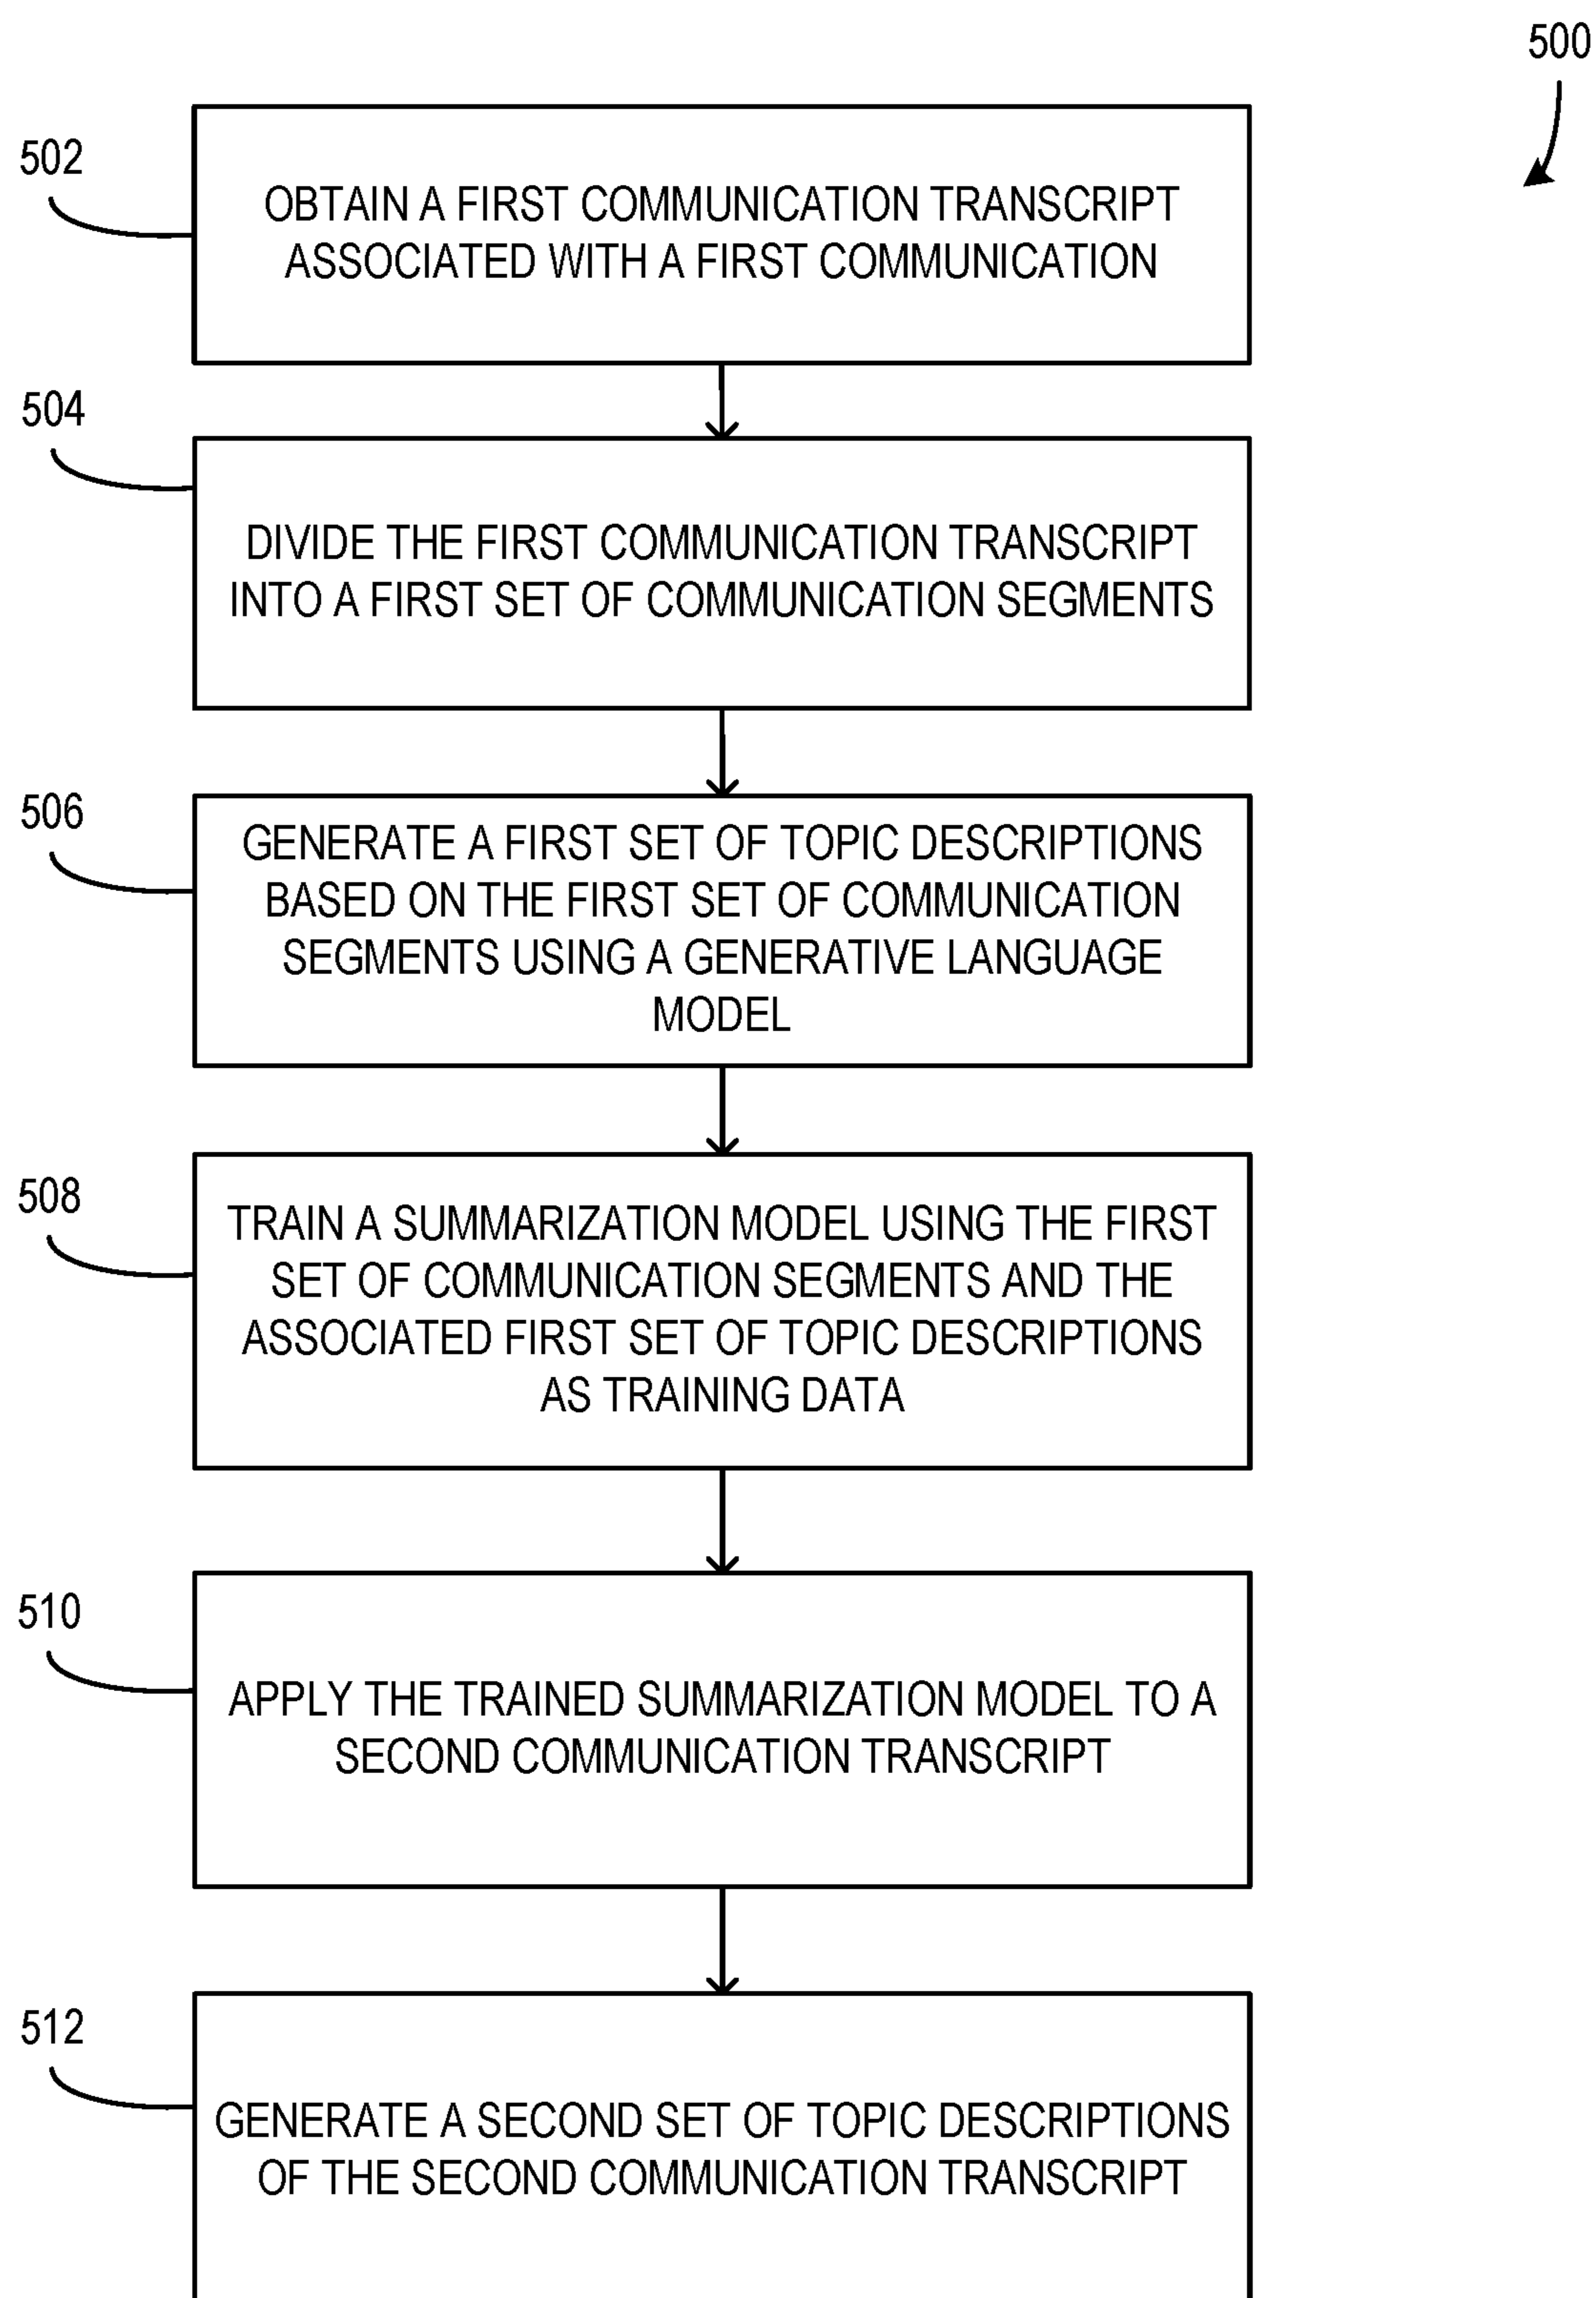 500
502
OBTAIN A FIRST COMMUNICATION TRANSCRIPT
ASSOCIATED WITH A FIRST COMMUNICATION
504
DIVIDE THE FIRST COMMUNICATION TRANSCRIPT
INTO A FIRST SET OF COMMUNICATION SEGMENTS
506
GENERATE A FIRST SET OF TOPIC DESCRIPTIONS
BASED ON THE FIRST SET OF COMMUNICATION
SEGMENTS USING A GENERATIVE LANGUAGE
MODEL
508
TRAIN A SUMMARIZATION MODEL USING THE FIRST
SET OF COMMUNICATION SEGMENTS AND THE
ASSOCIATED FIRST SET OF TOPIC DESCRIPTIONS
AS TRAINING DATA
510
APPLY THE TRAINED SUMMARIZATION MODEL TO A
SECOND COMMUNICATION TRANSCRIPT
512
GENERATE A SECOND SET OF TOPIC DESCRIPTIONS
OF THE SECOND COMMUNICATION TRANSCRIPT